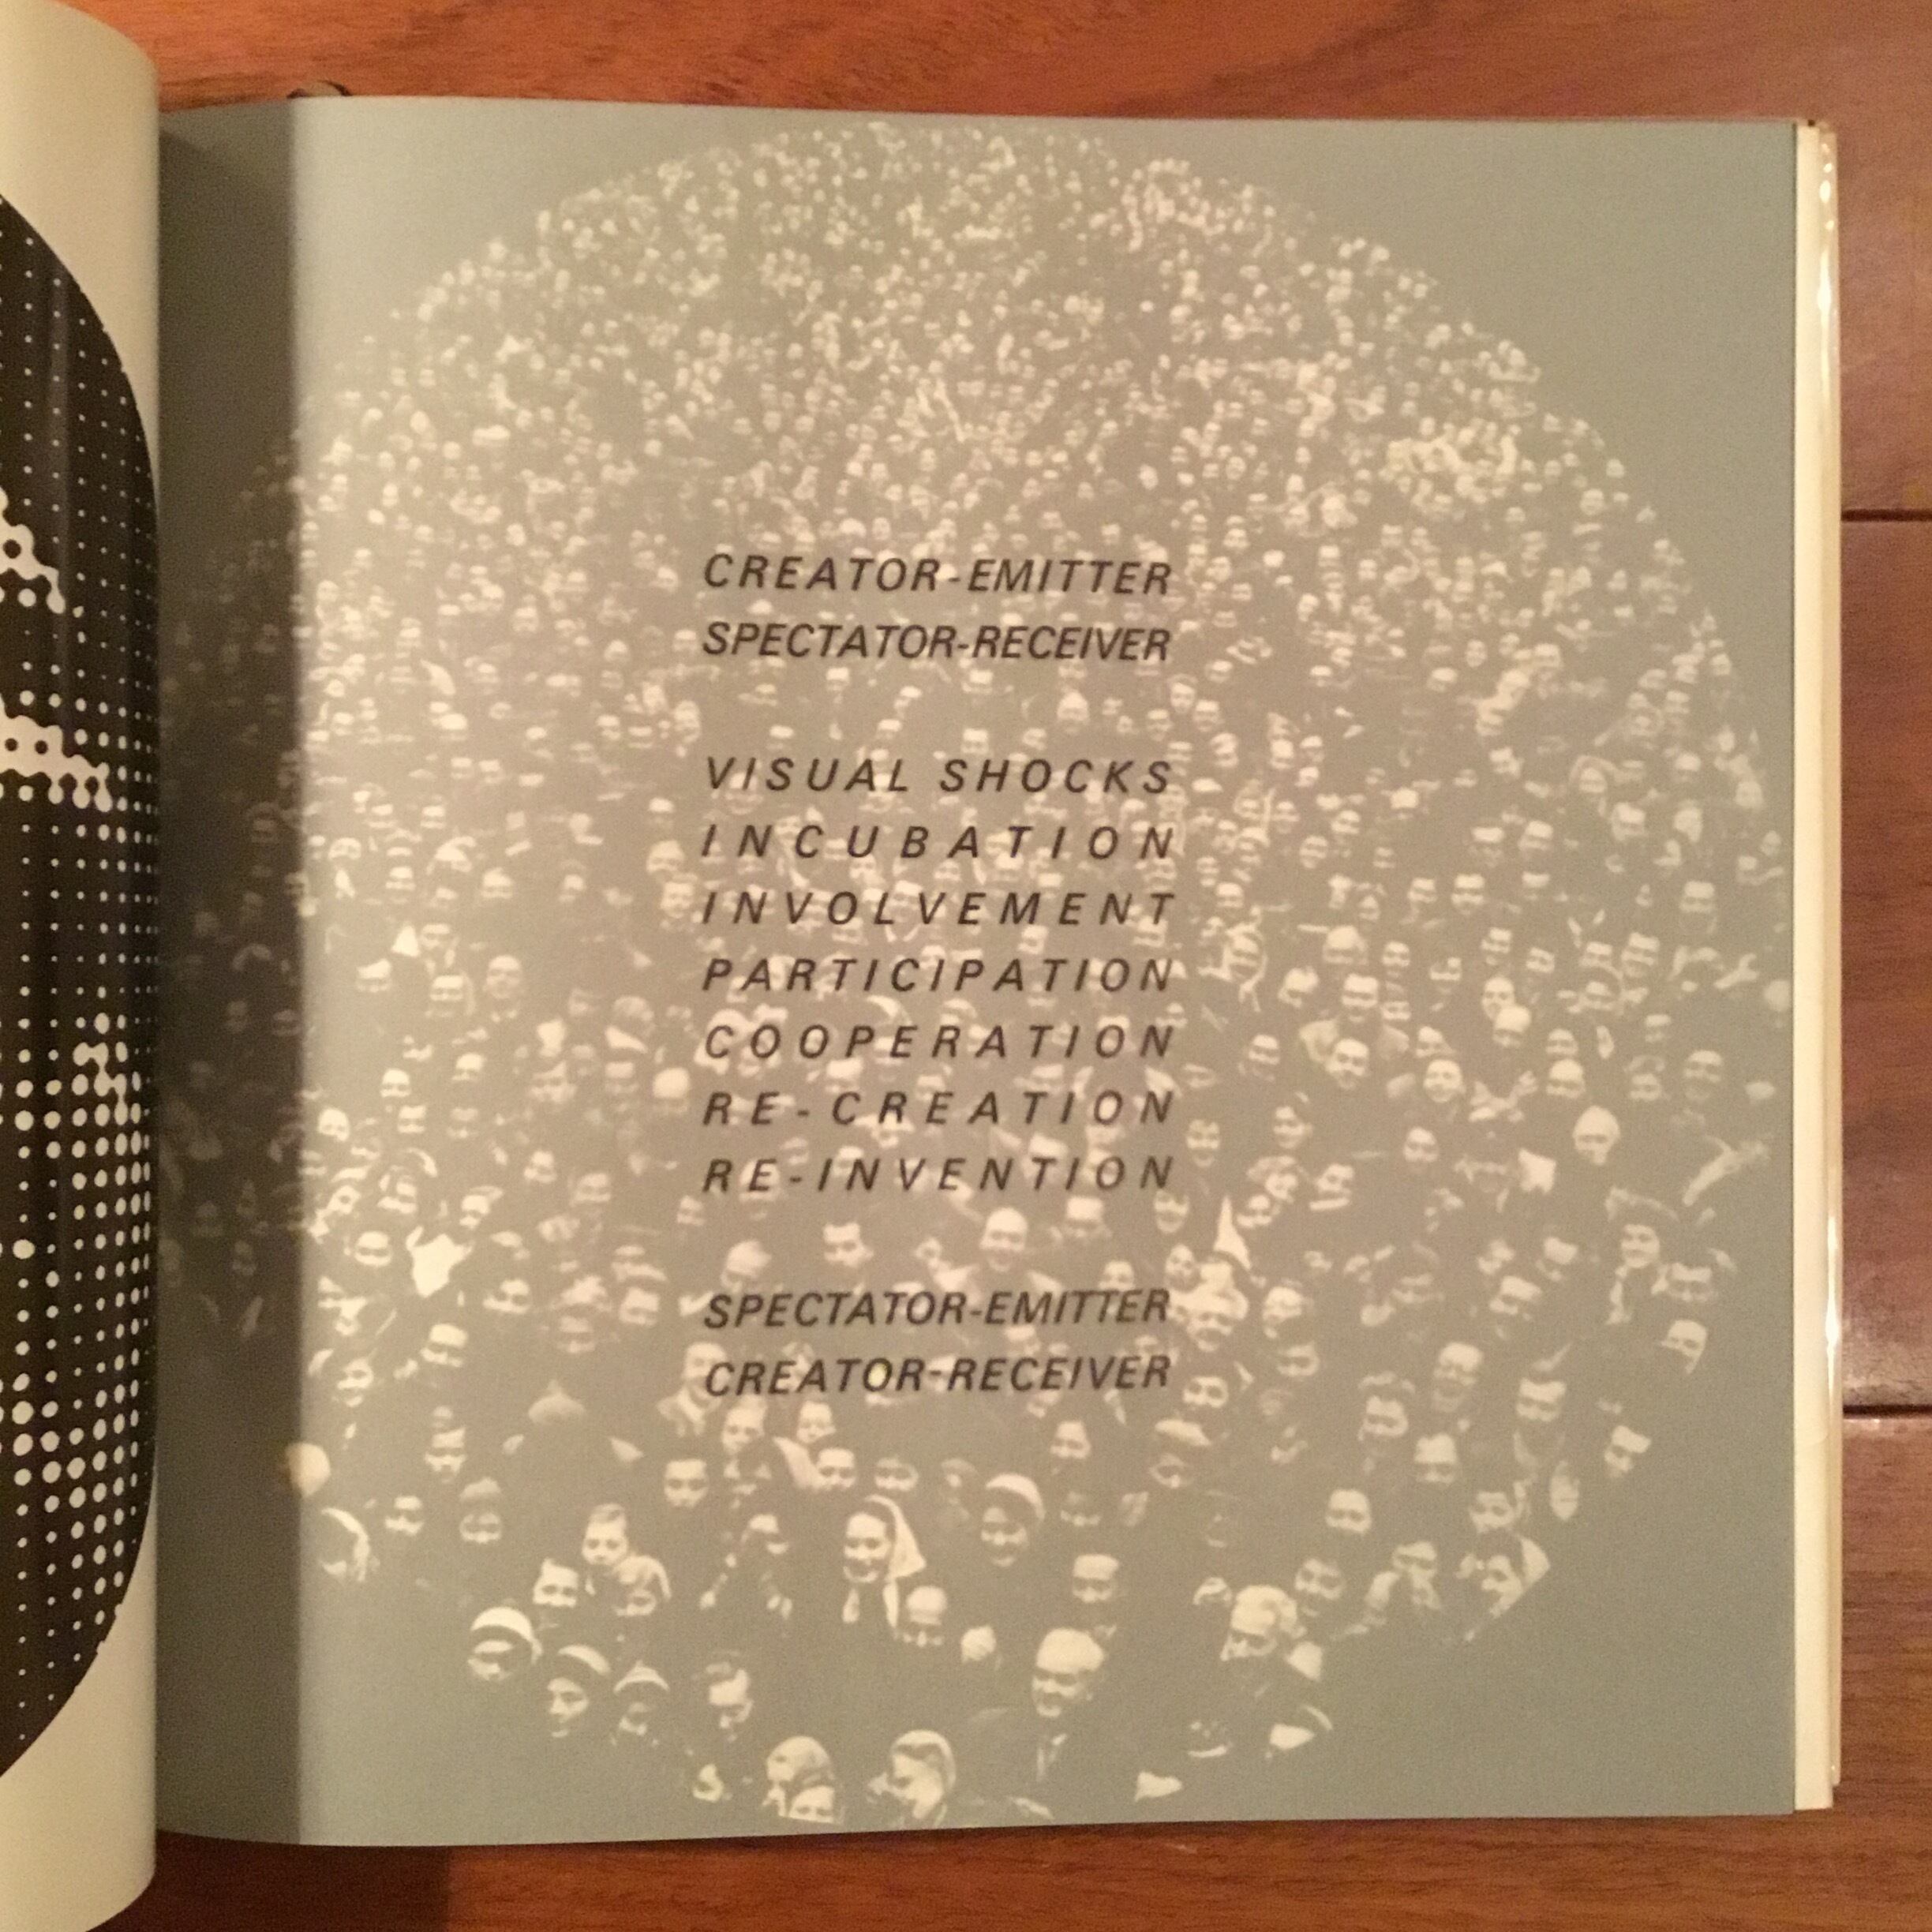 CREATOR-EMITTER
SPECTATOR-RECEIVER
VISUAL SHOCKS
INCUBATION
INVOLVEMENT
PARTICIPATION
COOPERATION
RE-CREATION
RE-INVENTION
SPECTATOR-EMITTER
CREATOR-RECEIVER